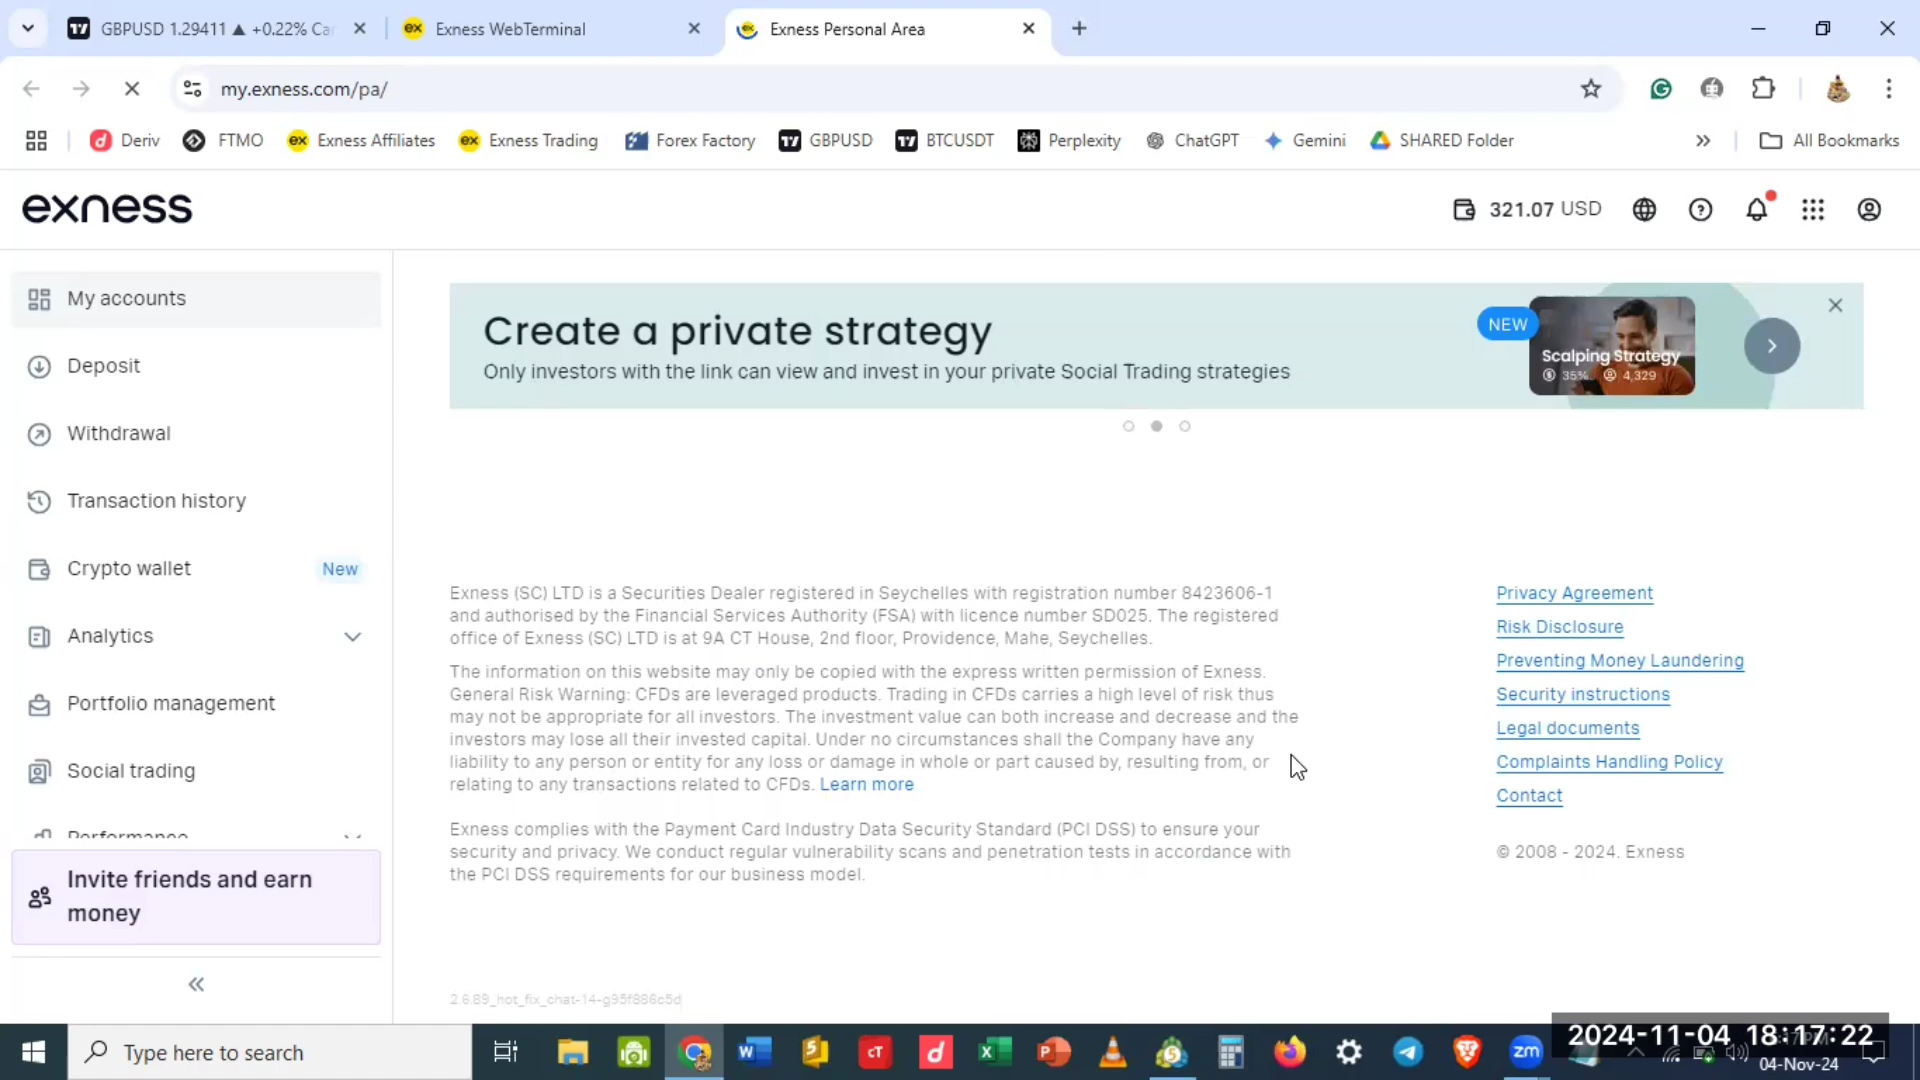 GBPUSD 1.29411 ▲ +0.22% Car
Exness WebTerminal
Exness Personal Area
my.exness.com/pa/
Deriv
FTMO
Exness Affiliates
Exness Trading
Forex Factory
GBPUSD
BTCUSDT
Perplexity
ChatGPT
Gemini
SHARED Folder
All Bookmarks
exness
321.07 USD
My accounts
Deposit
Withdrawal
Transaction history
Crypto wallet New
Analytics
Portfolio management
Social trading
Performance
Invite friends and earn
money
Create a private strategy
Only investors with the link can view and invest in your private Social Trading strategies
NEW
Scalping Strategy
35% 4,329
Exness (SC) LTD is a Securities Dealer registered in Seychelles with registration number 8423606-1
and authorised by the Financial Services Authority (FSA) with licence number SD025. The registered
office of Exness (SC) LTD is at 9A CT House, 2nd floor, Providence, Mahe, Seychelles.
The information on this website may only be copied with the express written permission of Exness.
General Risk Warning: CFDs are leveraged products. Trading in CFDs carries a high level of risk thus
may not be appropriate for all investors. The investment value can both increase and decrease and the
investors may lose all their invested capital. Under no circumstances shall the Company have any
liability to any person or entity for any loss or damage in whole or part caused by, resulting from, or
relating to any transactions related to CFDs. Learn more
Exness complies with the Payment Card Industry Data Security Standard (PCI DSS) to ensure your
security and privacy. We conduct regular vulnerability scans and penetration tests in accordance with
the PCI DSS requirements for our business model.
Privacy Agreement
Risk Disclosure
Preventing Money Laundering
Security instructions
Legal documents
Complaints Handling Policy
Contact
© 2008 - 2024. Exness
2.6.89_hot_fix_chat-14-g95f886c5d
Type here to search
2024-11-04 18:17:22
04-Nov-24